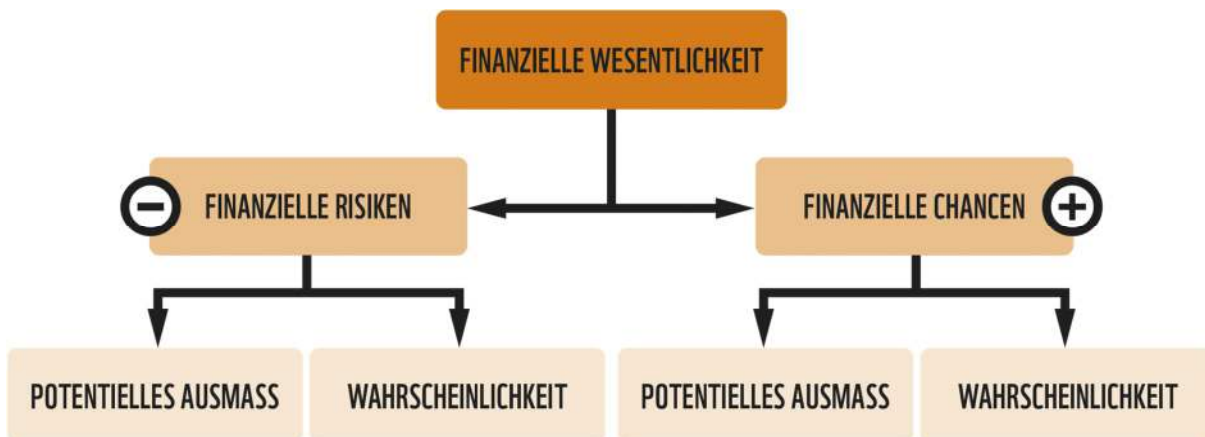 FINANZIELLE WESENTLICHKEIT
FINANZIELLE RISIKEN
FINANZIELLE CHANCEN
POTENTIELLES AUSMASS
WAHRSCHEINLICHKEIT
POTENTIELLES AUSMASS
WAHRSCHEINLICHKEIT